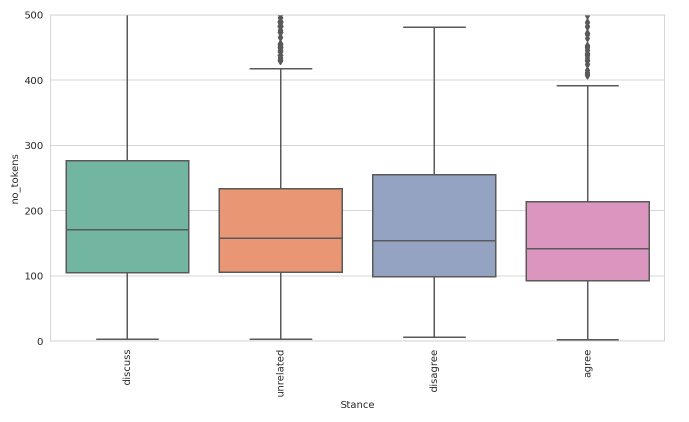 500
400
300
200
100
0
no_tokens
discuss
unrelated
disagree
agree
Stance